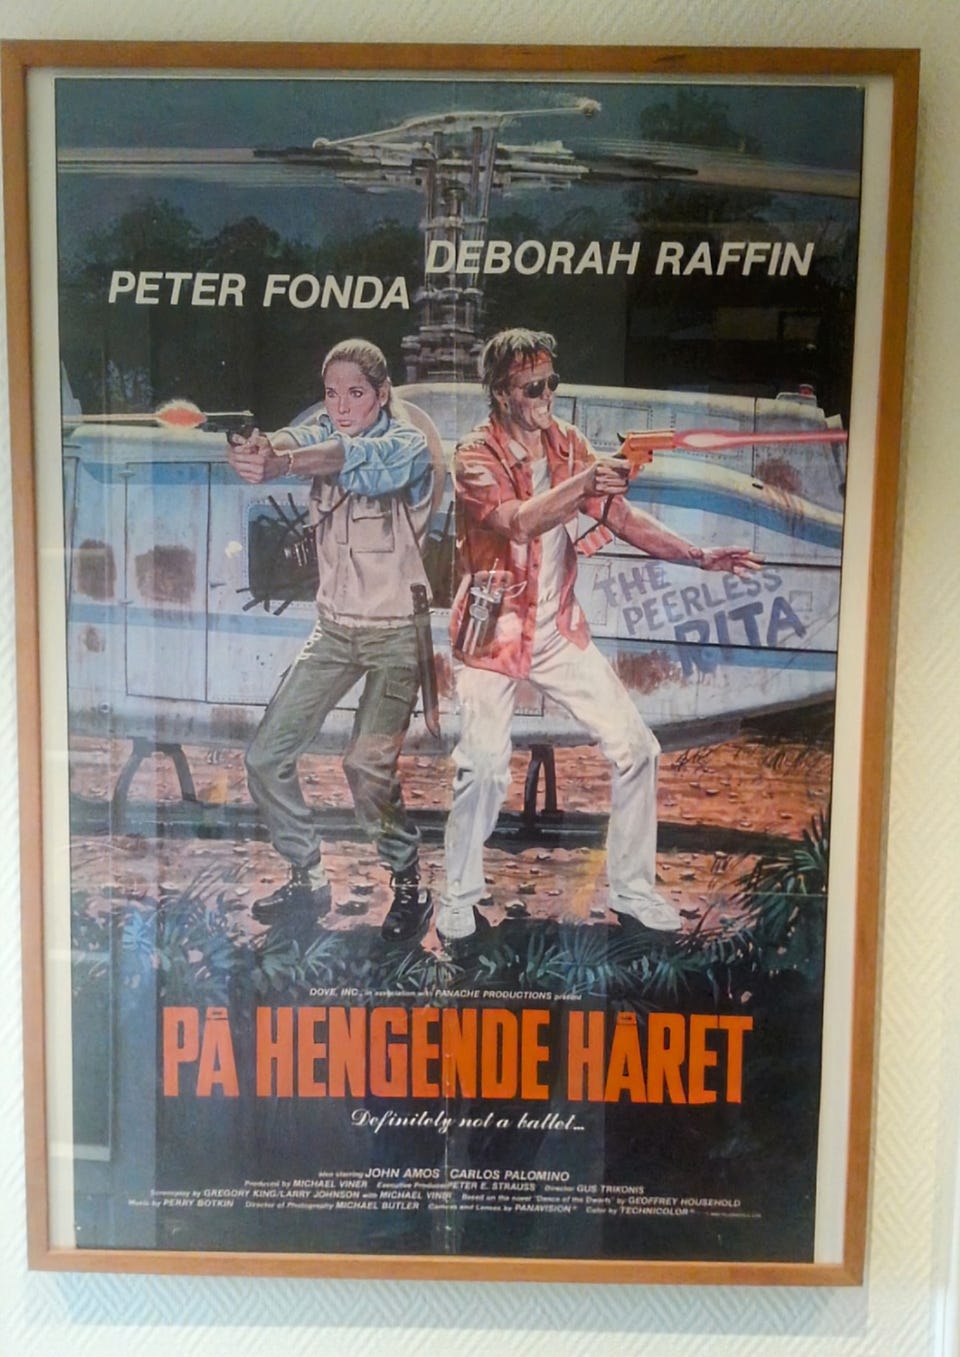 DEBORAH RAFFIN
PETER FONDA
THE
PEERLESS
RITA
DOVE, INC., in association with PANACHE PRODUCTIONS present
PÅ HENGENDE HÅRET
Definitely not a ballet...
also starring JOHN AMOS CARLOS PALOMINO
Produced by MICHAEL VINER Executive Producer PETER E. STRAUSS Director GUS TRIKONIS
Screenplay by GREGORY KING/LARRY JOHNSON with MICHAEL VINER Based on the novel "Dance of the Dwarfs" by GEOFFREY HOUSEHOLD
Music by PERRY BOTKIN Director of Photography MICHAEL BUTLER Cameras and Lenses by PANAVISION® Color by TECHNICOLOR®